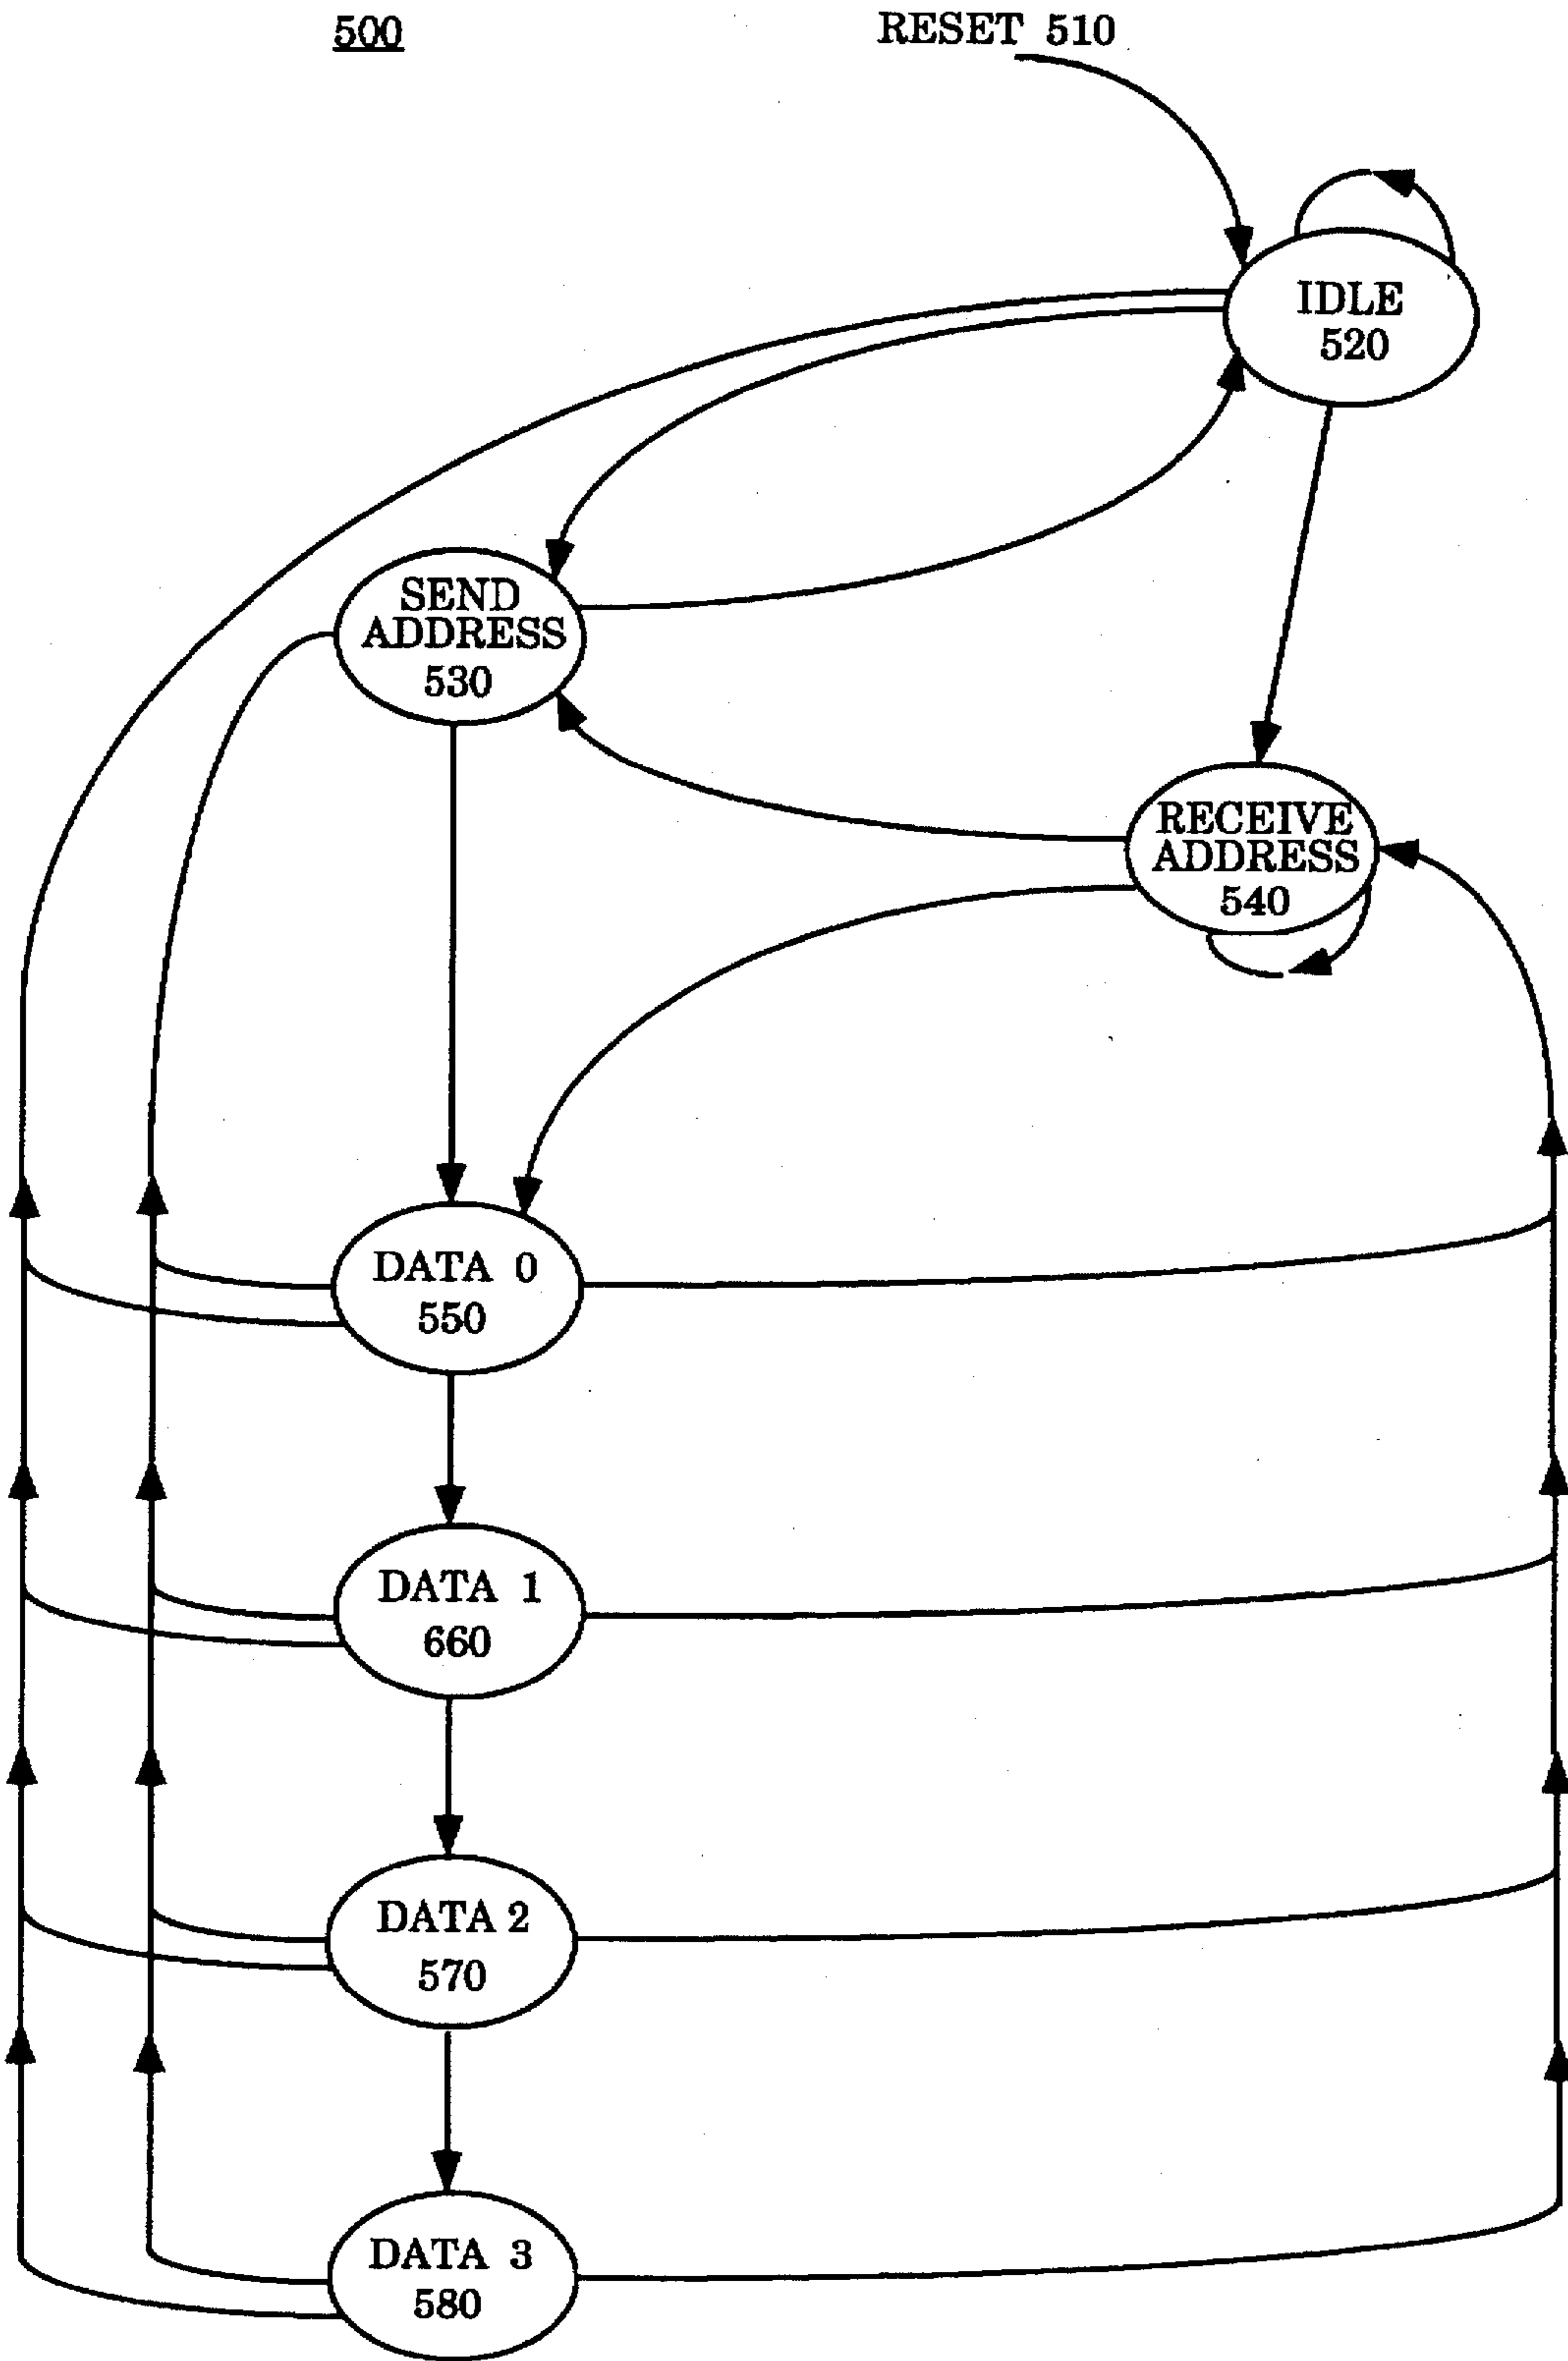 500
RESET 510
IDLE
520
SEND
ADDRESS
530
RECEIVE
ADDRESS
540
DATA 0
550
DATA 1
660
DATA 2
570
DATA 3
580